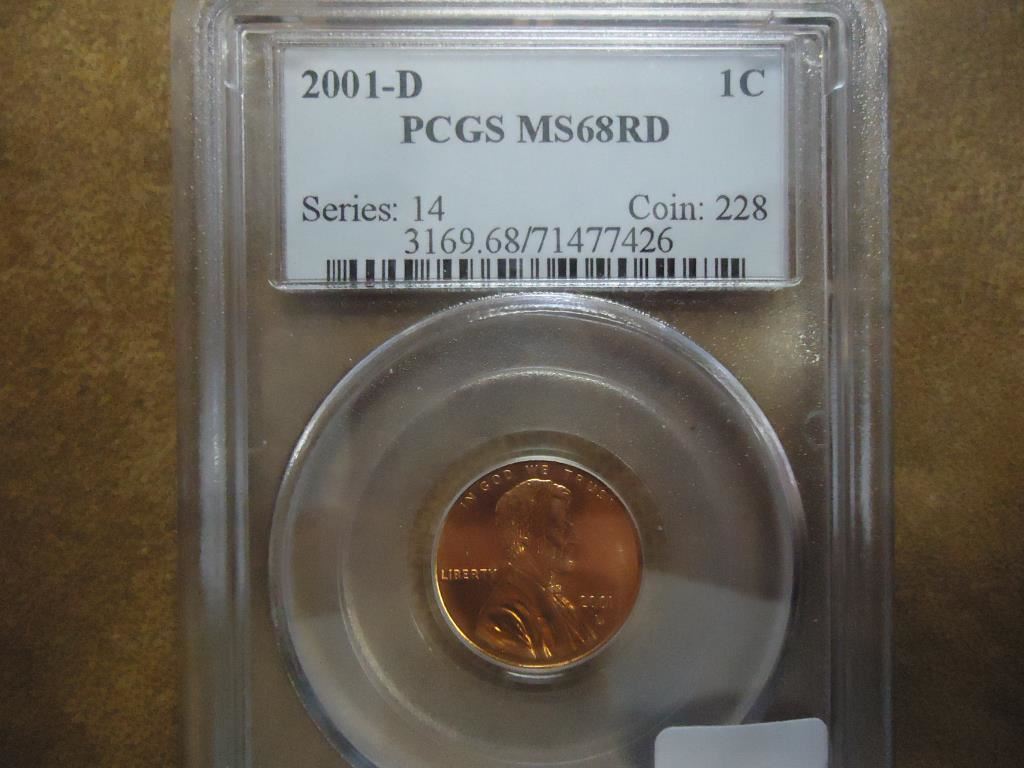 2001-D 1C
PCGS MS68RD
Series: 14 Coin: 228
3169.68/71477426
IN GOD WE TRUST
LIBERTY
2001
D